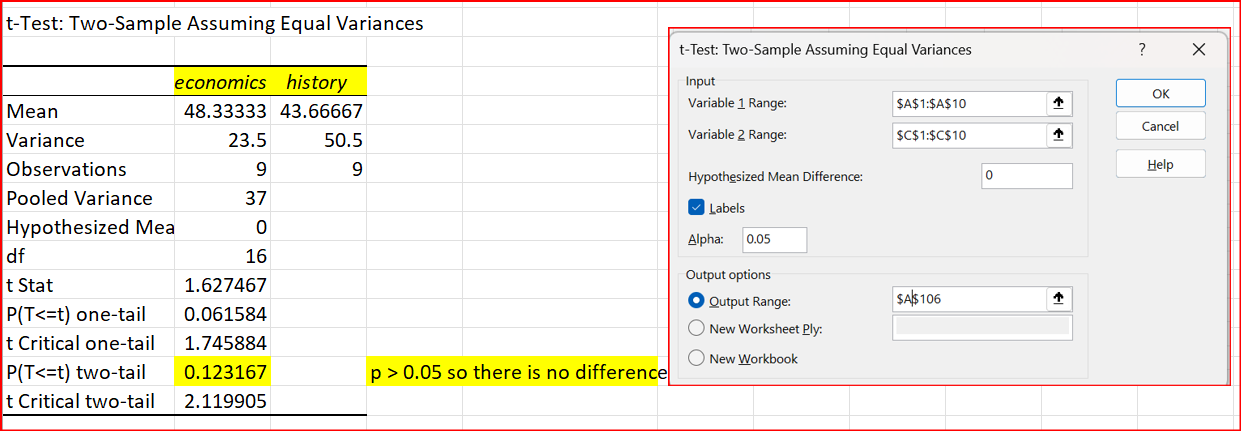 t-Test: Two-Sample Assuming Equal Variances
economics history
Mean 48.33333 43.66667
Variance 23.5 50.5
Observations 9 9
Pooled Variance 37
Hypothesized Mea 0
df 16
t Stat 1.627467
P(T<=t) one-tail 0.061584
t Critical one-tail 1.745884
P(T<=t) two-tail 0.123167 p > 0.05 so there is no difference
t Critical two-tail 2.119905
t-Test: Two-Sample Assuming Equal Variances ? ×
Input
Variable 1 Range: $A$1:$A$10
Variable 2 Range: $C$1:$C$10
Hypothesized Mean Difference: 0
Labels
Alpha: 0.05
Output options
Output Range: $A$106
New Worksheet Ply:
New Workbook
OK
Cancel
Help